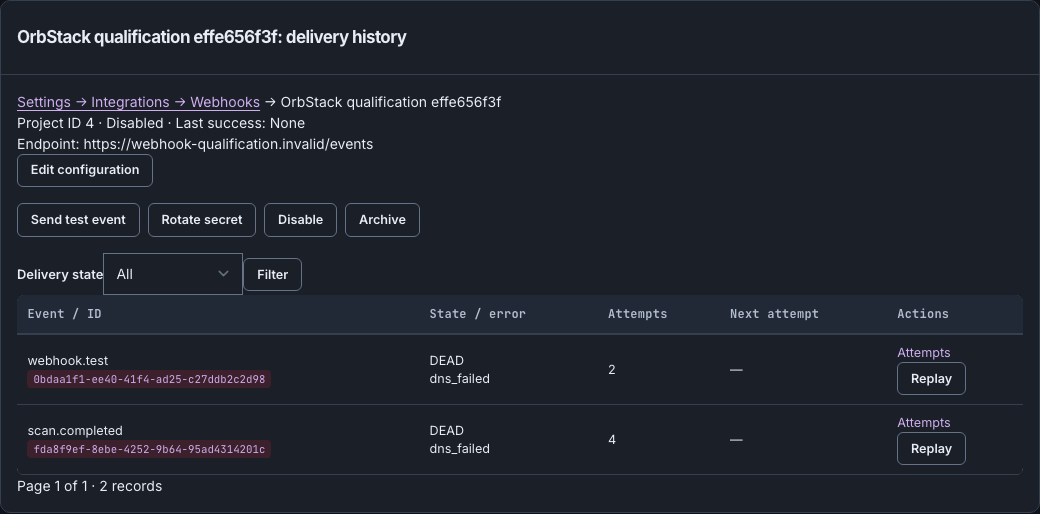 OrbStack qualification effe656f3f: delivery history
Settings → Integrations → Webhooks → OrbStack qualification effe656f3f
Project ID 4 · Disabled · Last success: None
Endpoint: https://webhook-qualification.invalid/events
Edit configuration
Send test event Rotate secret Disable Archive
Delivery state All Filter
Event / ID State / error Attempts Next attempt Actions
webhook.test DEAD Attempts
0bdaa1f1-ee40-41f4-ad25-c27ddb2c2d98 dns_failed 2 — Replay
scan.completed DEAD Attempts
fda8f9ef-8ebe-4252-9b64-95ad4314201c dns_failed 4 — Replay
Page 1 of 1 · 2 records